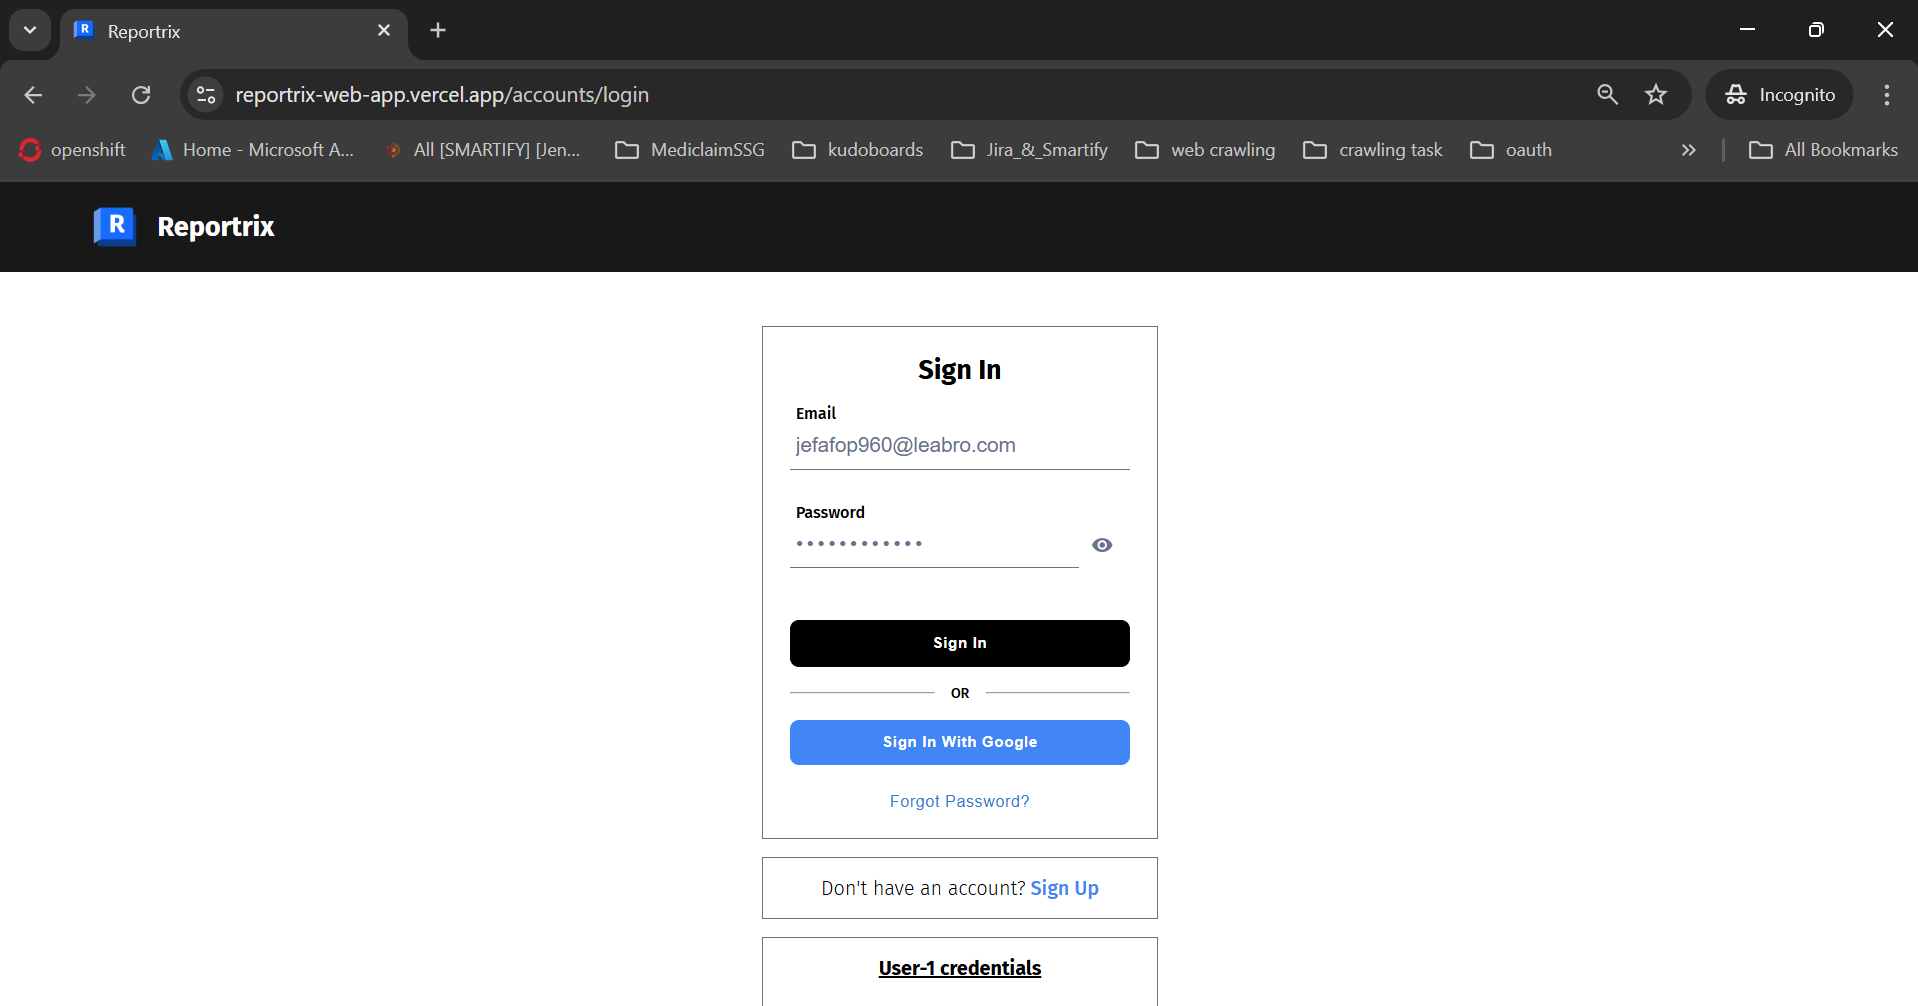 R Reportrix
reportrix-web-app.vercel.app/accounts/login
Incognito
openshift
Home - Microsoft A...
All [SMARTIFY] [Jen...
MediclaimSSG
kudoboards
Jira_&_Smartify
web crawling
crawling task
oauth
All Bookmarks
R Reportrix
Sign In
Email
jefafop960@leabro.com
Password
••••••••••••
Sign In
OR
Sign In With Google
Forgot Password?
Don't have an account? Sign Up
User-1 credentials